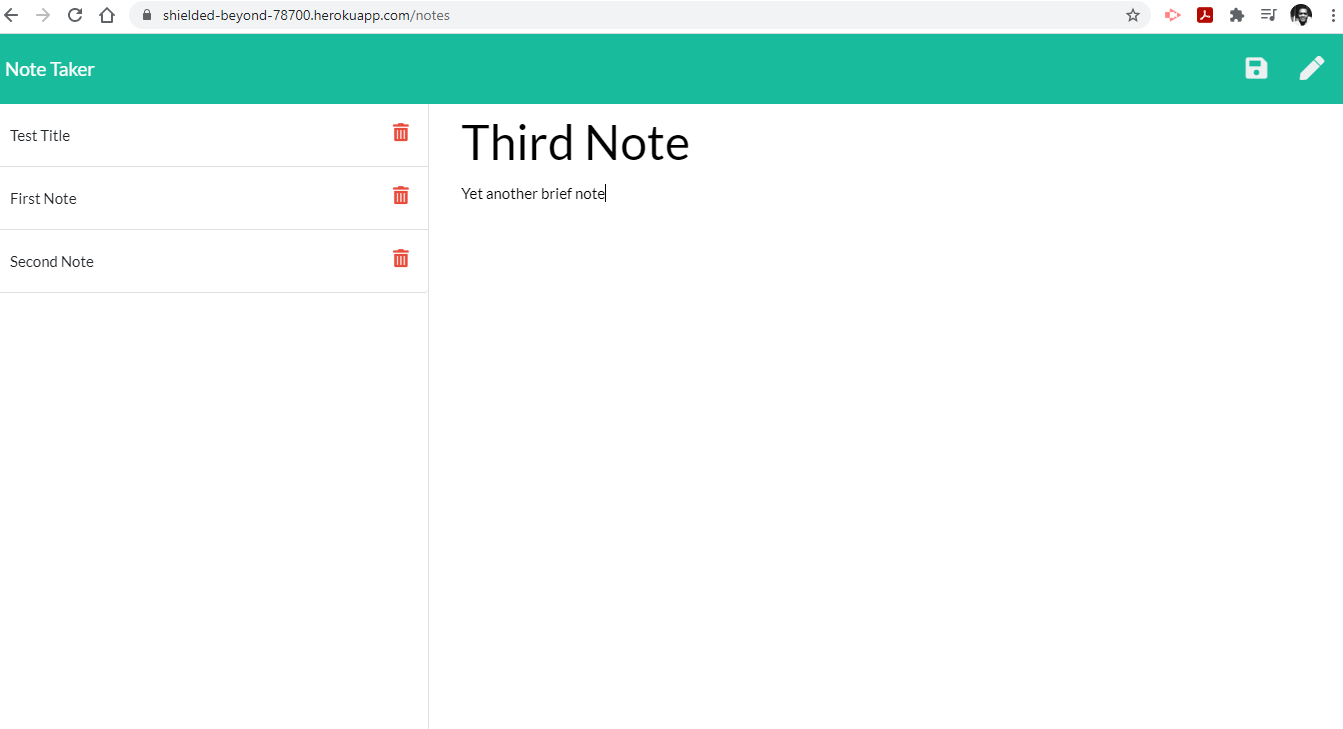 shielded-beyond-78700.herokuapp.com/notes
Note Taker
Test Title
First Note
Second Note
Third Note
Yet another brief note